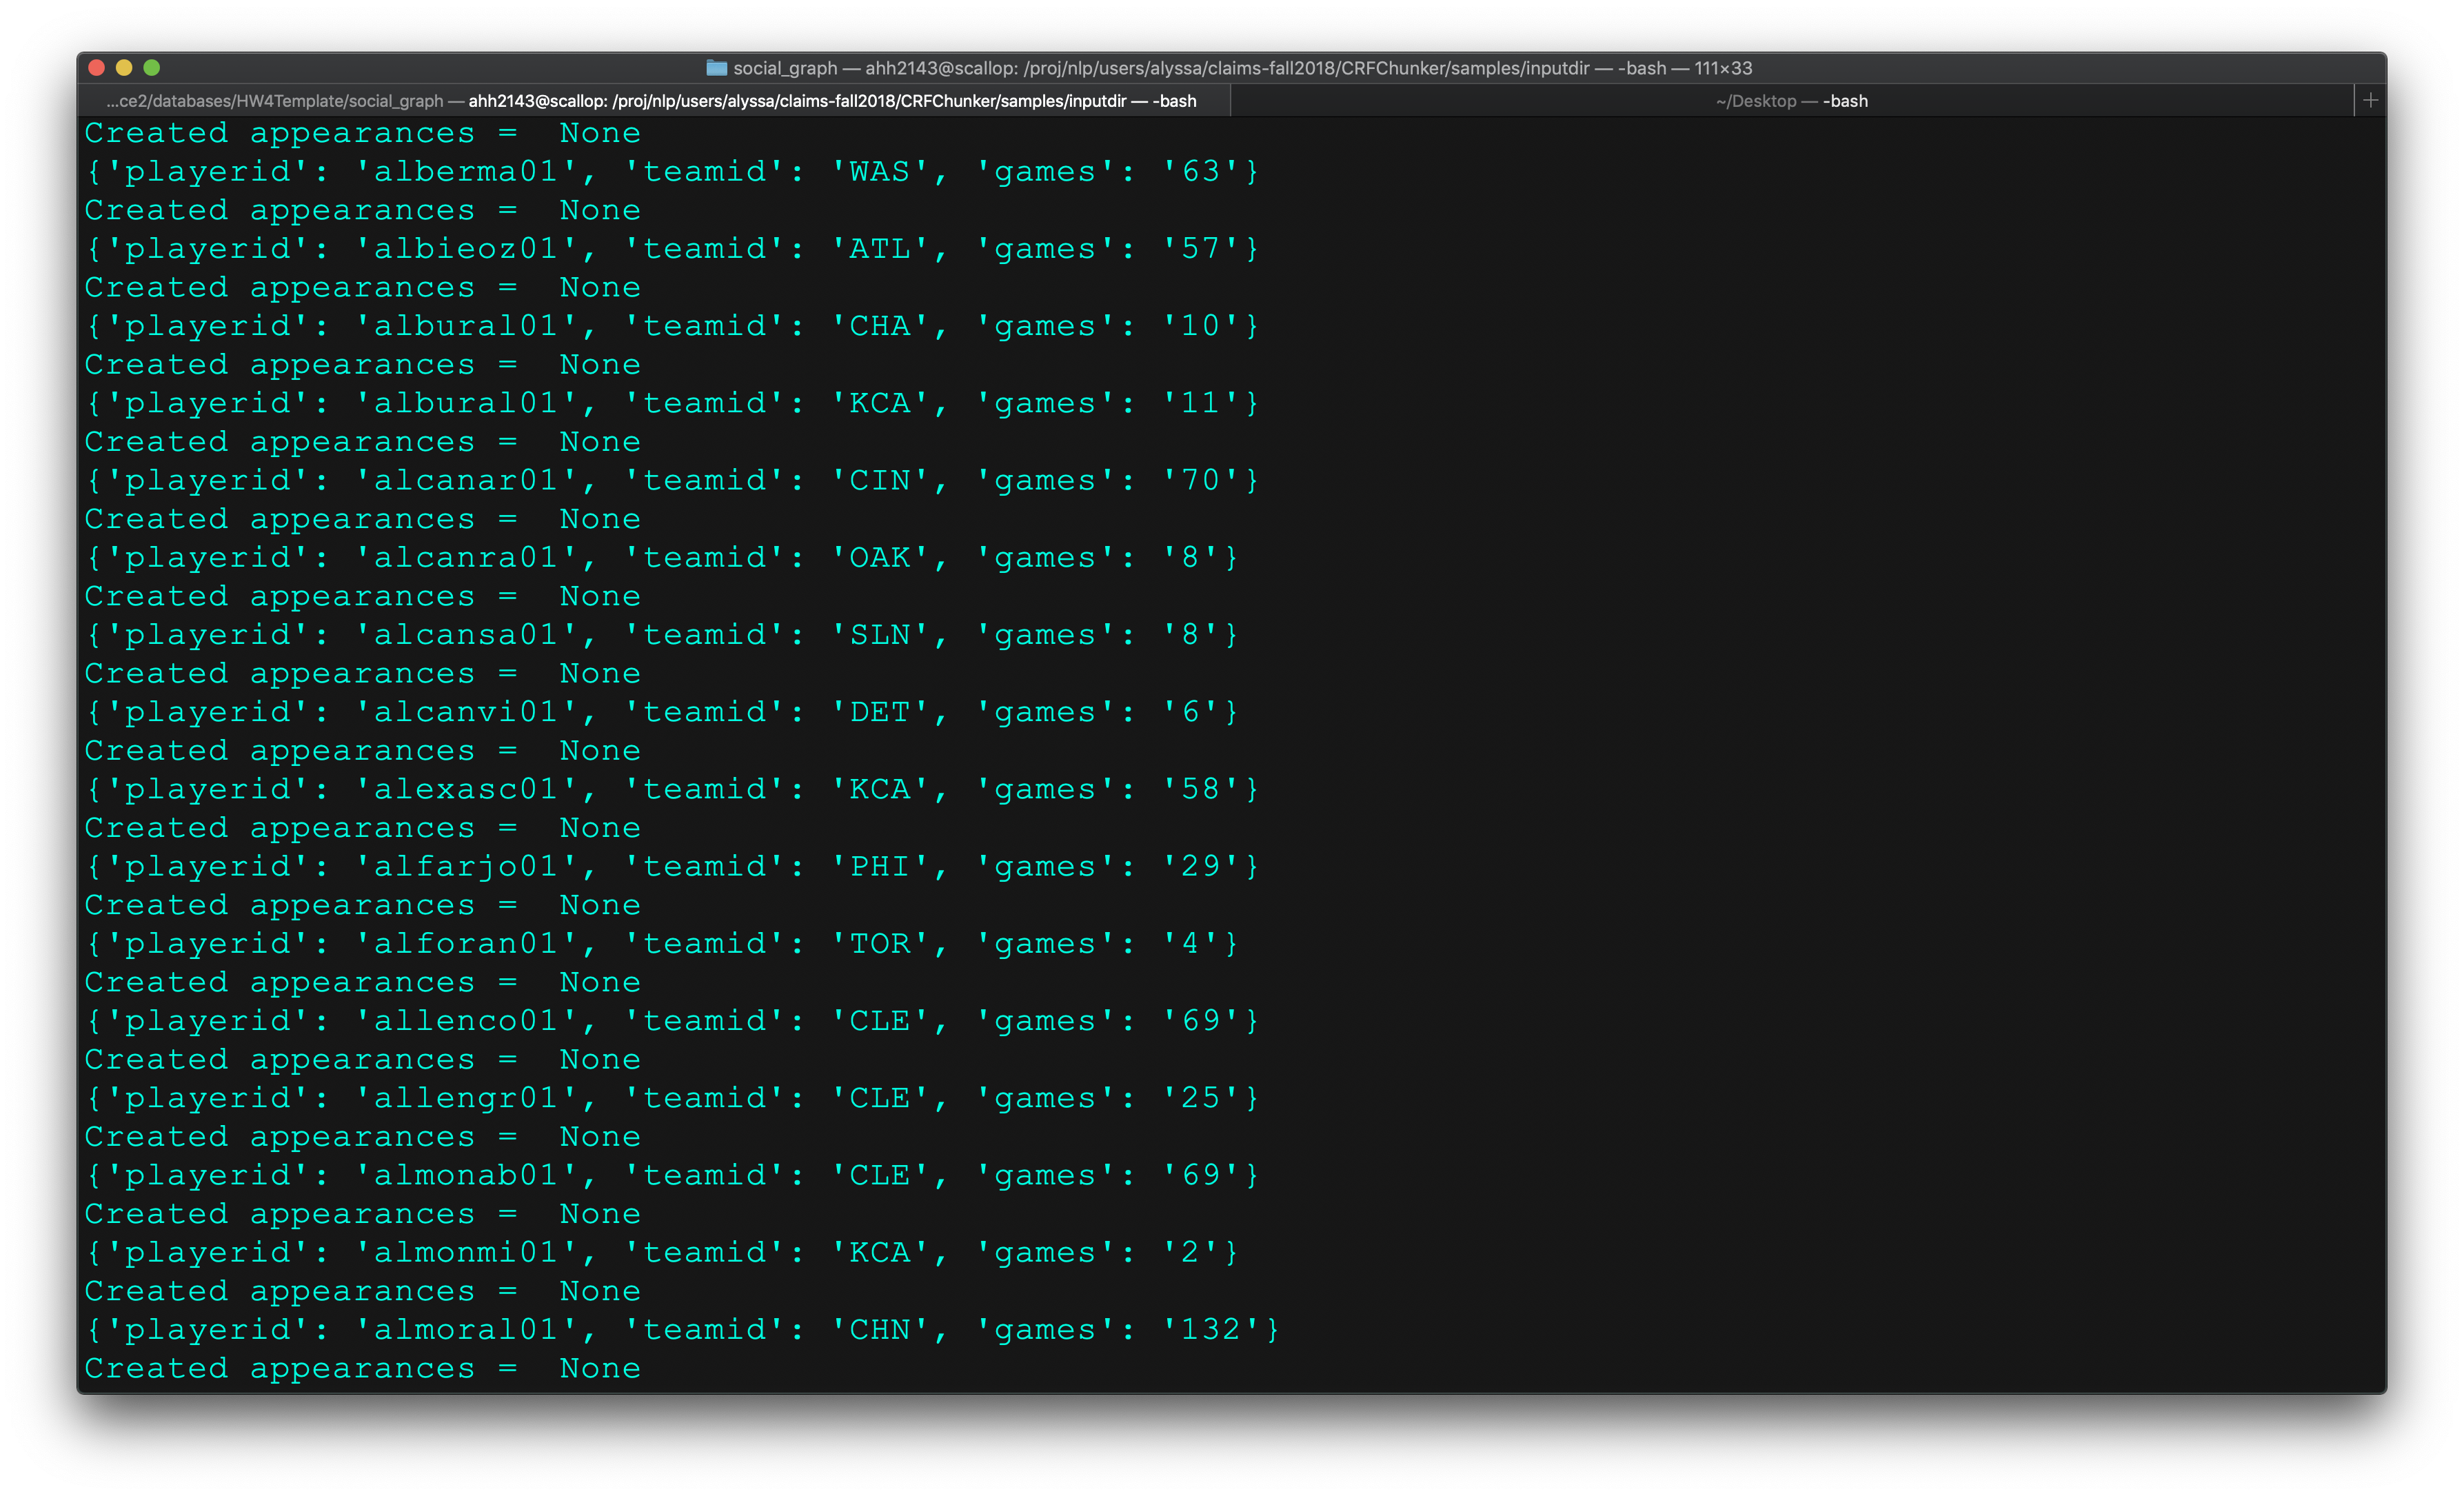 social_graph — ahh2143@scallop: /proj/nlp/users/alyssa/claims-fall2018/CRFChunker/samples/inputdir — -bash — 111×33
...ce2/databases/HW4Template/social_graph — ahh2143@scallop: /proj/nlp/users/alyssa/claims-fall2018/CRFChunker/samples/inputdir — -bash
~/Desktop — -bash
Created appearances =  None
{'playerid': 'alberma01', 'teamid': 'WAS', 'games': '63'}
Created appearances =  None
{'playerid': 'albieoz01', 'teamid': 'ATL', 'games': '57'}
Created appearances =  None
{'playerid': 'albural01', 'teamid': 'CHA', 'games': '10'}
Created appearances =  None
{'playerid': 'albural01', 'teamid': 'KCA', 'games': '11'}
Created appearances =  None
{'playerid': 'alcanar01', 'teamid': 'CIN', 'games': '70'}
Created appearances =  None
{'playerid': 'alcanra01', 'teamid': 'OAK', 'games': '8'}
Created appearances =  None
{'playerid': 'alcansa01', 'teamid': 'SLN', 'games': '8'}
Created appearances =  None
{'playerid': 'alcanvi01', 'teamid': 'DET', 'games': '6'}
Created appearances =  None
{'playerid': 'alexasc01', 'teamid': 'KCA', 'games': '58'}
Created appearances =  None
{'playerid': 'alfarjo01', 'teamid': 'PHI', 'games': '29'}
Created appearances =  None
{'playerid': 'alforan01', 'teamid': 'TOR', 'games': '4'}
Created appearances =  None
{'playerid': 'allenco01', 'teamid': 'CLE', 'games': '69'}
Created appearances =  None
{'playerid': 'allengr01', 'teamid': 'CLE', 'games': '25'}
Created appearances =  None
{'playerid': 'almonab01', 'teamid': 'CLE', 'games': '69'}
Created appearances =  None
{'playerid': 'almonmi01', 'teamid': 'KCA', 'games': '2'}
Created appearances =  None
{'playerid': 'almoral01', 'teamid': 'CHN', 'games': '132'}
Created appearances =  None